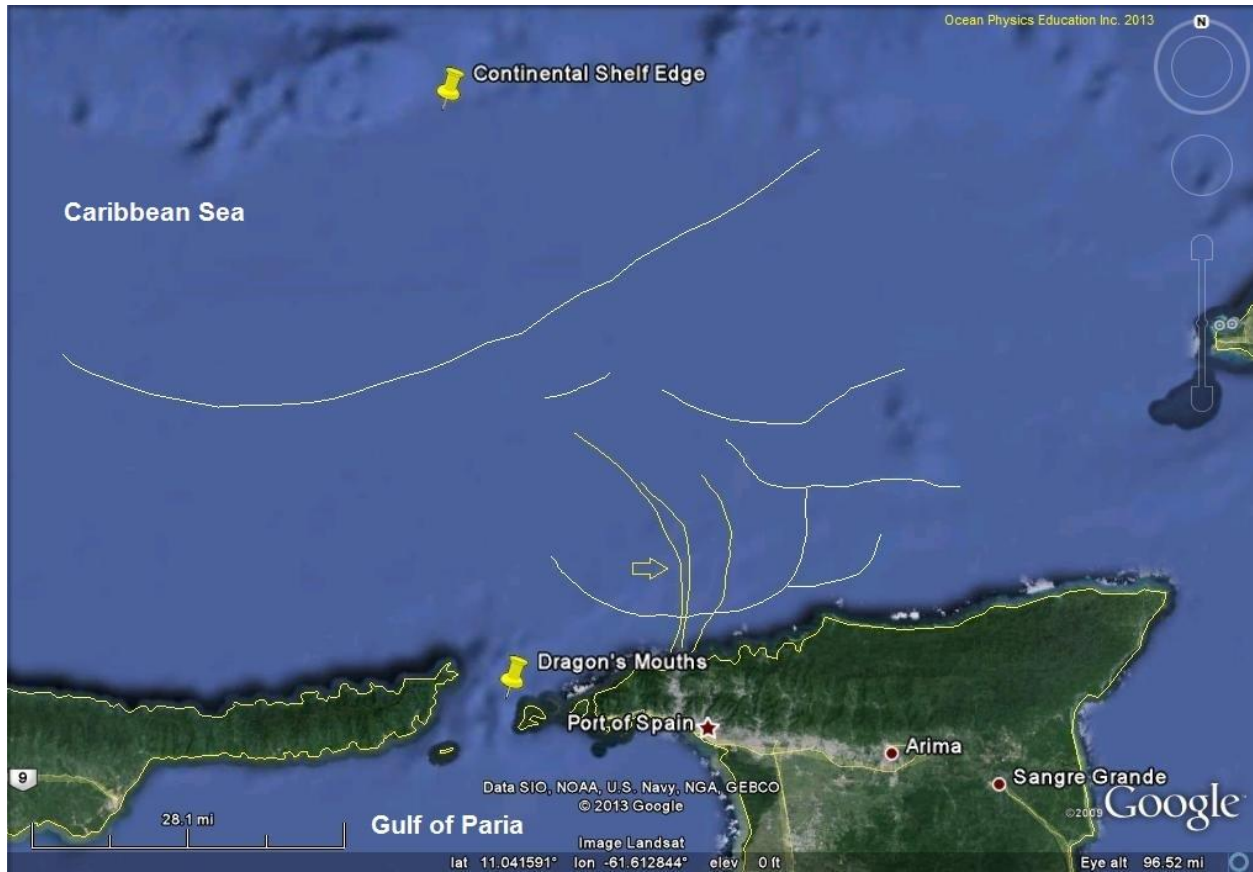 Ocean Physics Education Inc. 2013
N
Continental Shelf Edge
Caribbean Sea
Dragon's Mouths
Port of Spain
Arima
Sangre Grande
9
Data SIO, NOAA, U.S. Navy, NGA, GEBCO
© 2013 Google
©2009 Google
28.1 mi
Gulf of Paria
Image Landsat
lat 11.041591° lon -61.612844° elev 0 ft
Eye alt 96.52 mi